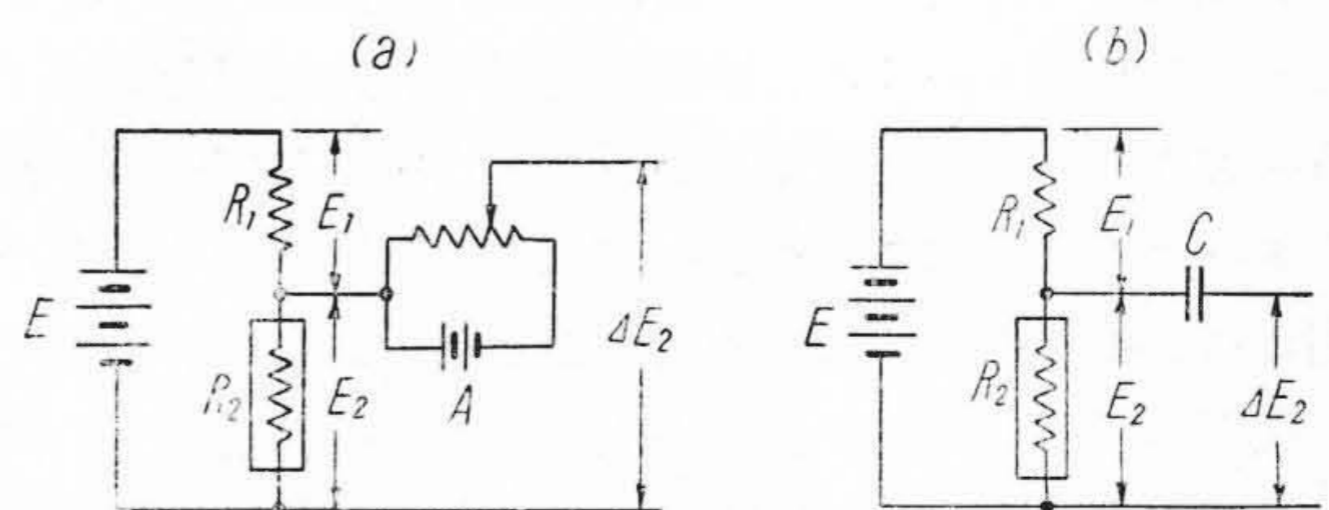 (a)
(b)
R₁ E₁
R₁ E₁ C
E
ΔE₂
E
R₂ E₂ A
R₂ E₂ ΔE₂